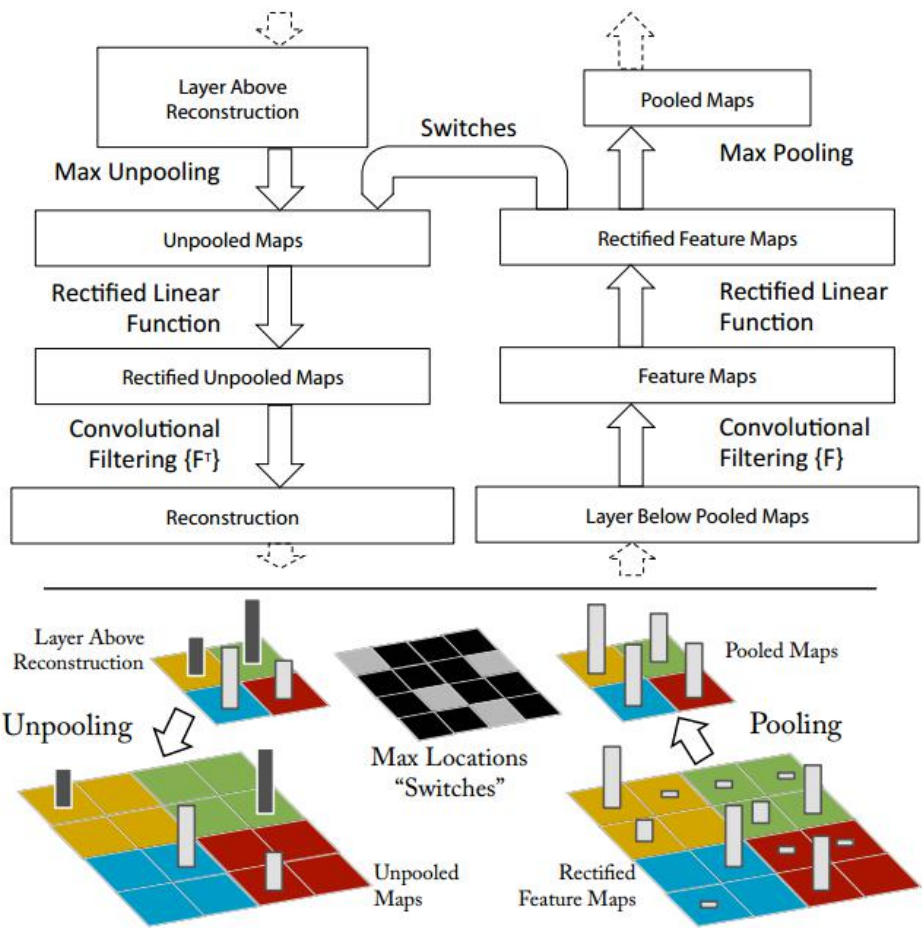 Layer Above
Reconstruction
Pooled Maps
Switches
Max Unpooling
Max Pooling
Unpooled Maps
Rectified Feature Maps
Rectified Linear
Function
Rectified Linear
Function
Rectified Unpooled Maps
Feature Maps
Convolutional
Filtering {Fᵀ}
Convolutional
Filtering {F}
Reconstruction
Layer Below Pooled Maps
Layer Above
Reconstruction
Pooled Maps
Unpooling
Pooling
Max Locations
“Switches”
Unpooled
Maps
Rectified
Feature Maps